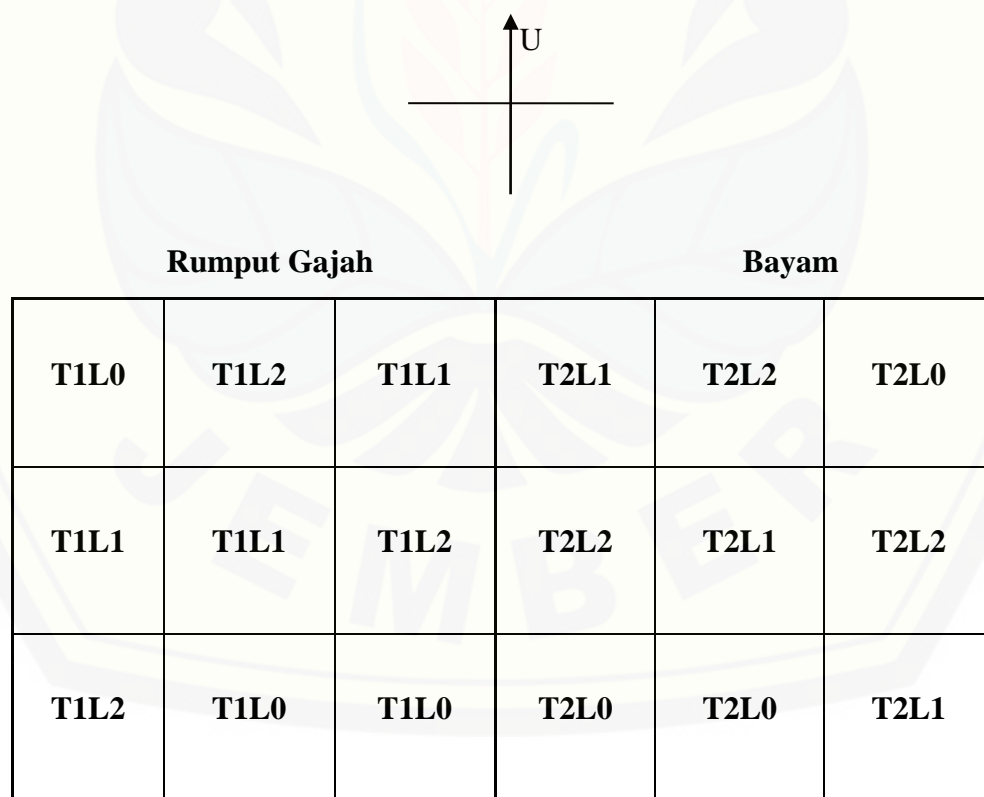 U
Rumput Gajah Bayam
T1L0 T1L2 T1L1 T2L1 T2L2 T2L0
T1L1 T1L1 T1L2 T2L2 T2L1 T2L2
T1L2 T1L0 T1L0 T2L0 T2L0 T2L1
JEMBER